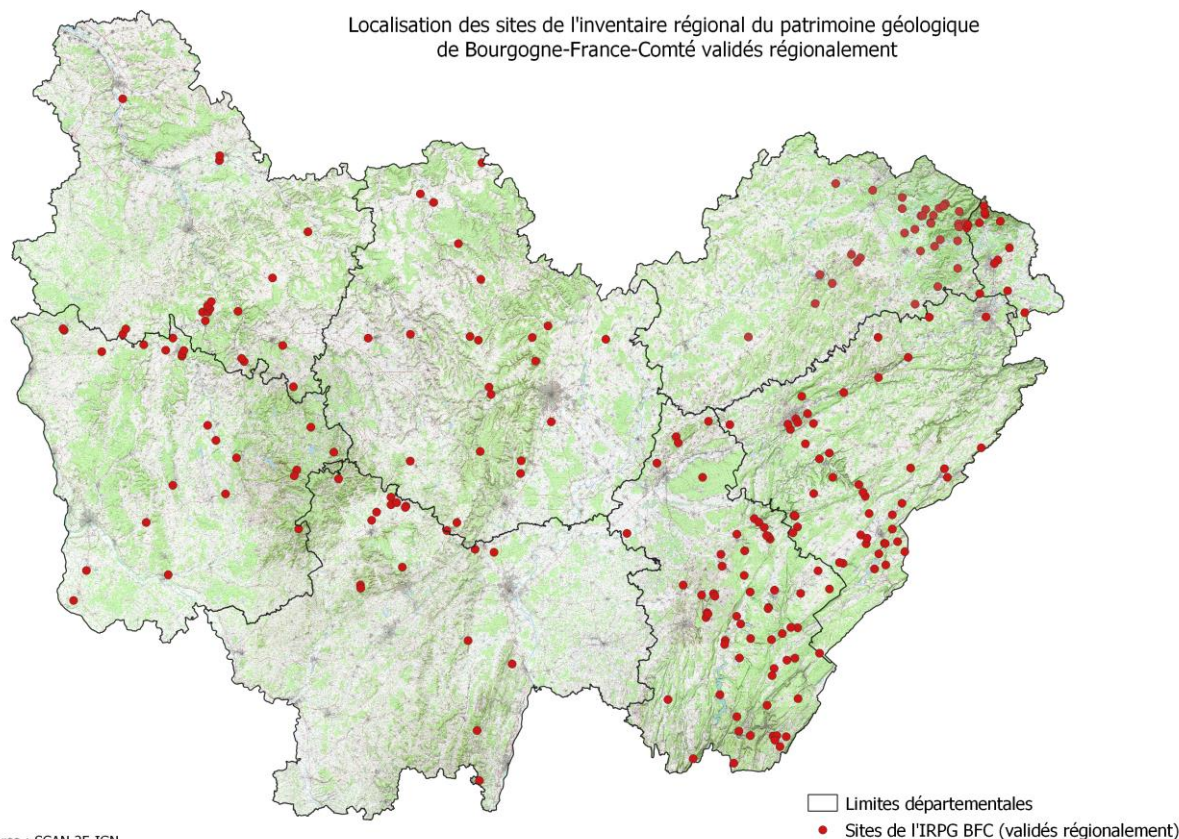 Localisation des sites de l'inventaire régional du patrimoine géologique
de Bourgogne-France-Comté validés régionalement
Limites départementales
Sites de l'IRPG BFC (validés régionalement)
: SCAN 25 IGN